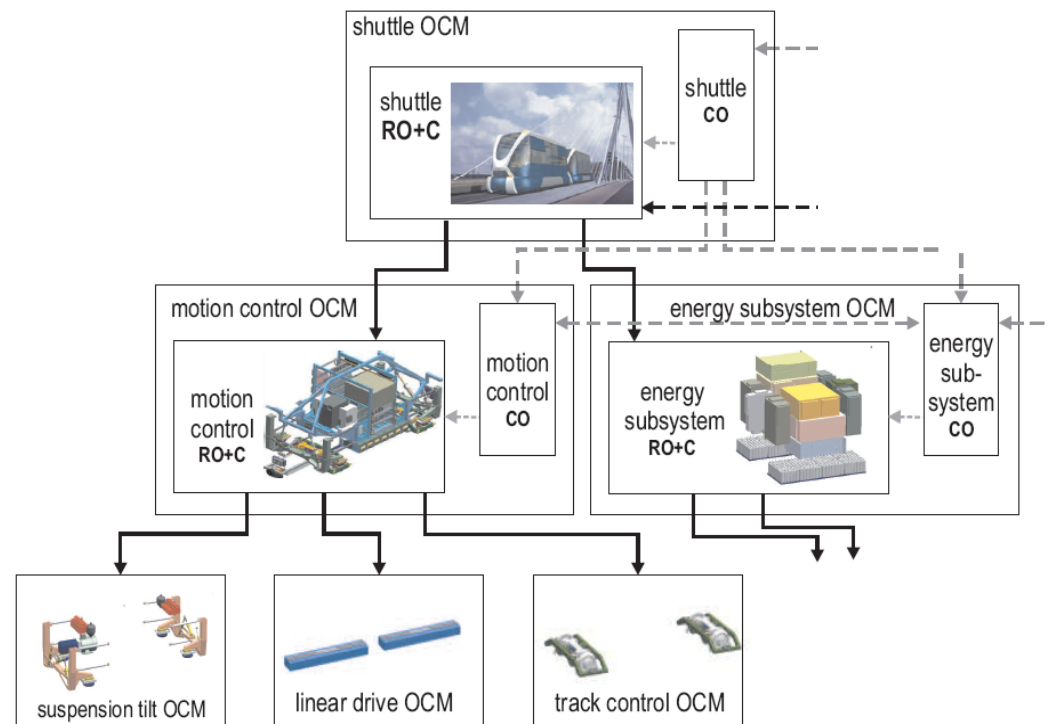 shuttle OCM
shuttle
RO+C
shuttle
CO
motion control OCM
motion
control
RO+C
motion
control
CO
energy subsystem OCM
energy
subsystem
RO+C
energy
sub-
system
CO
suspension tilt OCM
linear drive OCM
track control OCM